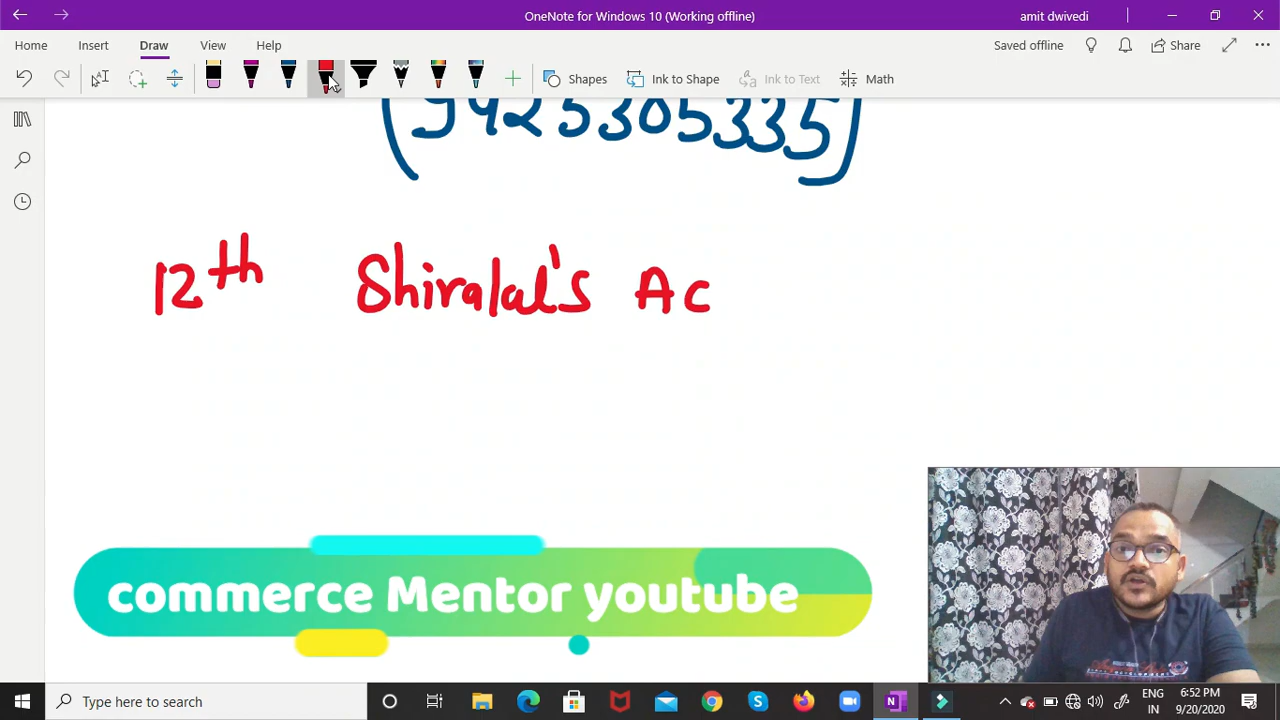 OneNote for Windows 10 (Working offline)
amit dwivedi
Home Insert Draw View Help
Saved offline
Share
Shapes
Ink to Shape
Ink to Text
Math
(9425305335)
12th Shiralal's Ac
commerce Mentor youtube
Type here to search
ENG
IN
6:52 PM
9/20/2020